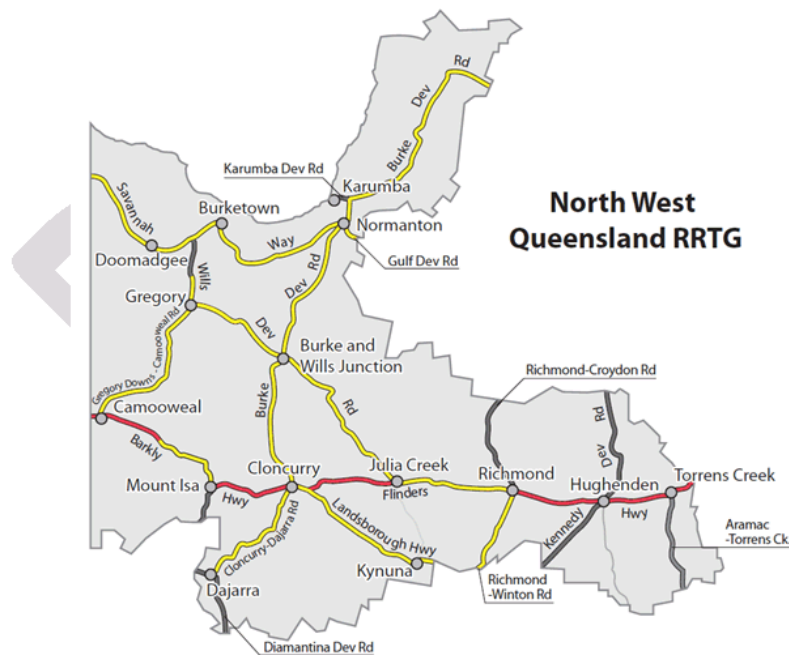 North West
Queensland RRTG
Rd
Dev
Burke
Karumba Dev Rd
Karumba
Savannah
Burketown
Normanton
Way
Doomadgee
Gulf Dev Rd
Wills
Dev Rd
Gregory
Dev
Burke and
Wills Junction
Gregory Down's - Camooweal Rd
Richmond-Croydon Rd
Burke
Rd
Camooweal
Dev Rd
Barkly
Julia Creek
Cloncurry
Richmond
Hughenden
Torrens Creek
Mount Isa
Hwy
Flinders
Hwy
Landsborough Hwy
Kennedy
Aramac
-Torrens Ck
Cloncurry-Dajarra Rd
Kynuna
Richmond
-Winton Rd
Dajarra
Diamantina Dev Rd